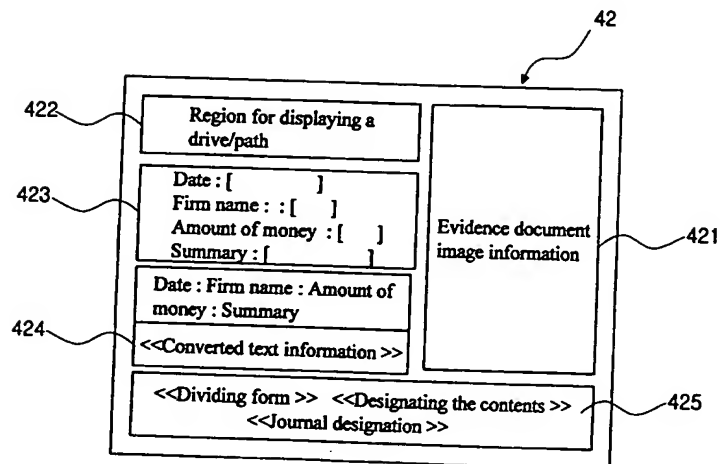 42
422
Region for displaying a
drive/path
423
Date : [ ]
Firm name : : [ ]
Amount of money : [ ]
Summary : [ ]
Evidence document
image information
421
Date : Firm name : Amount of
money : Summary
424
<<Converted text information >>
<<Dividing form >> <<Designating the contents >>
<<Journal designation >>
425